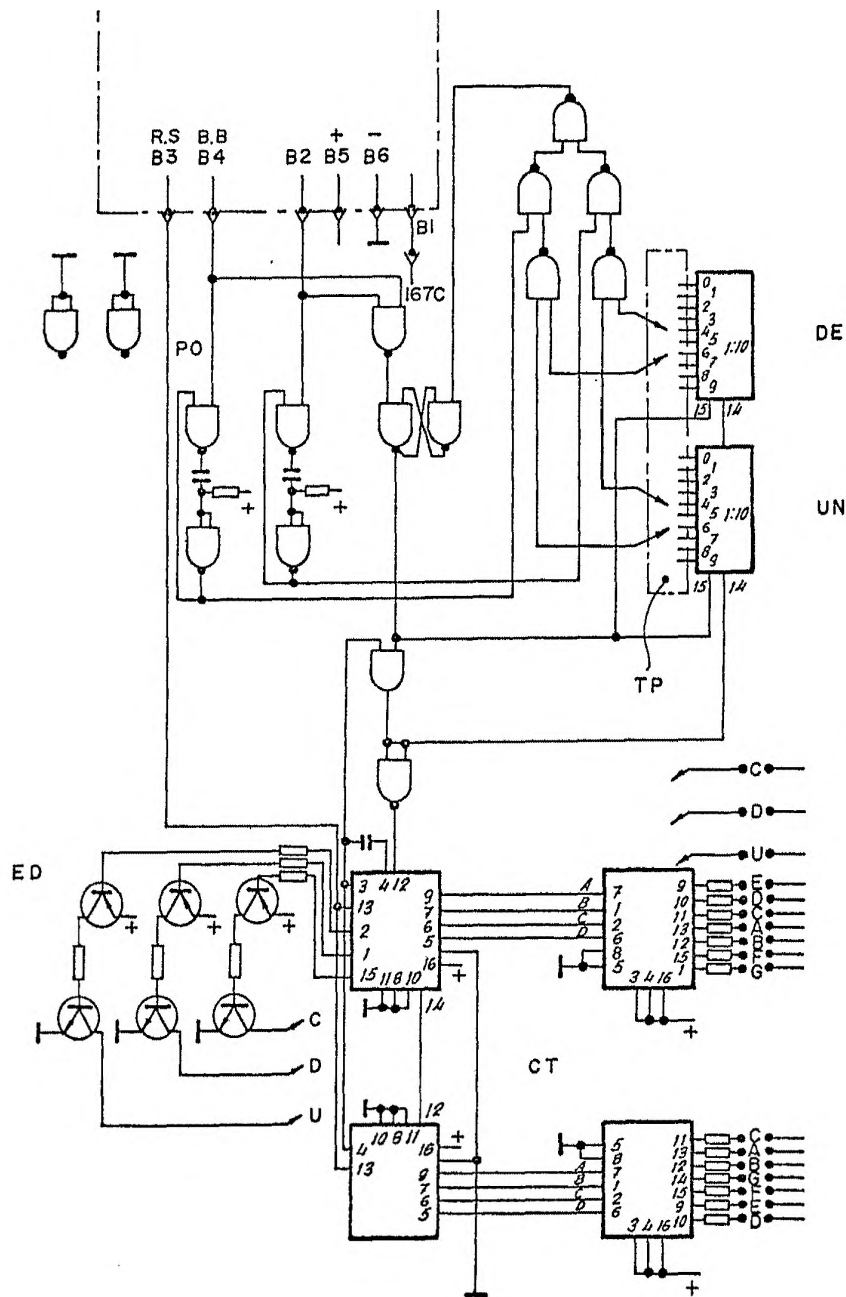 R.S B.B + -
B3 B4 B2 B5 B6
B1
167C
PO
+ +
0 1 2 3 4 5 6 7 8 9
1:10
DE
15 14
0 1 2 3 4 5 6 7 8 9
1:10
UN
15 14
TP
C
D
U
ED
+ + +
3 4 12
13
2
1
15
11 8 10
14
9
7
6
5
16
+
A
B
C
D
7
1
2
6
8
5
9
10
11
13
12
15
1
3 4 16
+
E
D
C
A
B
F
G
C
D
U
CT
12
10 8 11
4
13
16
+
9
7
6
5
A
B
C
D
5
8
7
1
2
6
11
13
12
14
15
9
10
3 4 16
+
C
A
B
G
F
E
D